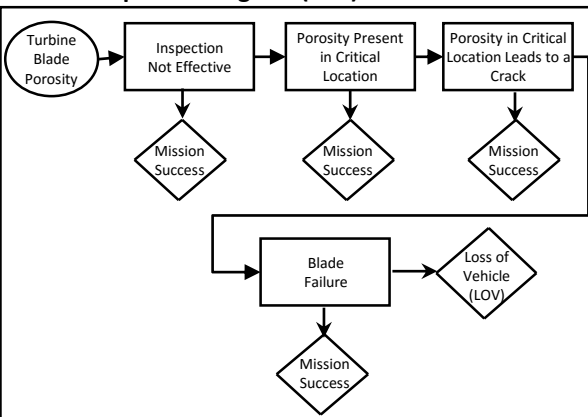 Turbine
Blade
Porosity
Inspection
Not Effective
Porosity Present
in Critical
Location
Porosity in Critical
Location Leads to a
Crack
Mission
Success
Mission
Success
Mission
Success
Blade
Failure
Loss of
Vehicle
(LOV)
Mission
Success